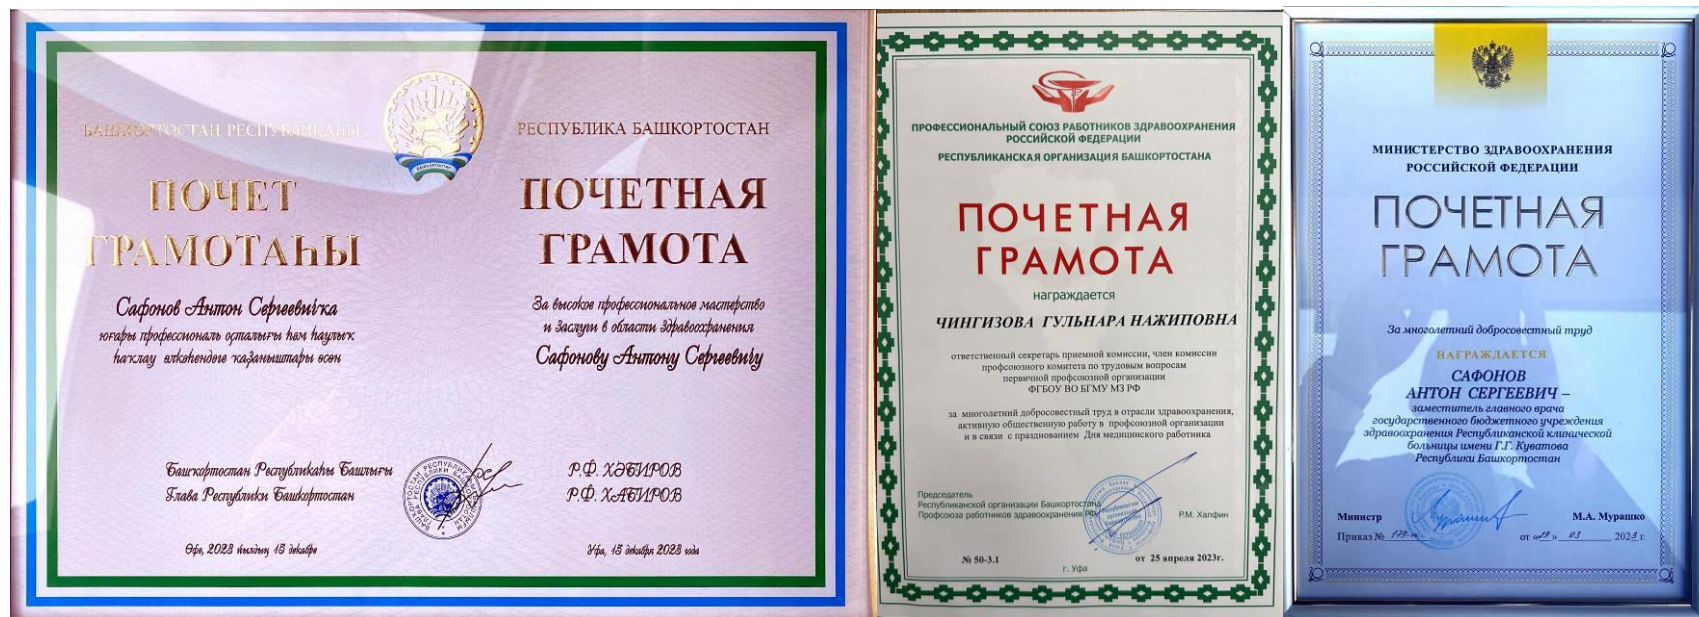 БАШҠОРТОСТАН РЕСПУБЛИКАҺЫ
ПОЧЕТ
ГРАМОТАҺЫ
Сафонов Антон Сергеевичҡа
юғары профессиональ оҫталығы һәм һаулыҡ
һаҡлау өлкәһендәге ҡаҙаныштары өсөн
РЕСПУБЛИКА БАШКОРТОСТАН
ПОЧЕТНАЯ
ГРАМОТА
За высокое профессиональное мастерство
и заслуги в области здравоохранения
Сафонову Антону Сергеевичу
Башҡортостан Республикаһы Башлығы
Глава Республики Башкортостан
Р.Ф. ХӘБИРОВ
Р.Ф. ХАБИРОВ
Өфө, 2023 йылдың 15 декабре
Уфа, 15 декабря 2023 года
ПРОФЕССИОНАЛЬНЫЙ СОЮЗ РАБОТНИКОВ ЗДРАВООХРАНЕНИЯ
РОССИЙСКОЙ ФЕДЕРАЦИИ
РЕСПУБЛИКАНСКАЯ ОРГАНИЗАЦИЯ БАШКОРТОСТАНА
ПОЧЕТНАЯ
ГРАМОТА
награждается
ЧИНГИЗОВА ГУЛЬНАРА НАЖИПОВНА
ответственный секретарь приемной комиссии, член комиссии
профсоюзного комитета по трудовым вопросам
первичной профсоюзной организации
ФГБОУ ВО БГМУ МЗ РФ
за многолетний добросовестный труд в отрасли здравоохранения,
активную общественную работу в профсоюзной организации
и в связи с празднованием Дня медицинского работника
Председатель
Республиканской организации Башкортостана
Профсоюза работников здравоохранения РФ
Р.М. Халфин
№ 50-3.1
от 25 апреля 2023г.
г. Уфа
МИНИСТЕРСТВО ЗДРАВООХРАНЕНИЯ
РОССИЙСКОЙ ФЕДЕРАЦИИ
ПОЧЕТНАЯ
ГРАМОТА
За многолетний добросовестный труд
НАГРАЖДАЕТСЯ
САФОНОВ
АНТОН СЕРГЕЕВИЧ –
заместитель главного врача
государственного бюджетного учреждения
здравоохранения Республиканской клинической
больницы имени Г.Г. Куватова
Республики Башкортостан
Министр
М.А. Мурашко
Приказ №
от «29» 03 2023 г.